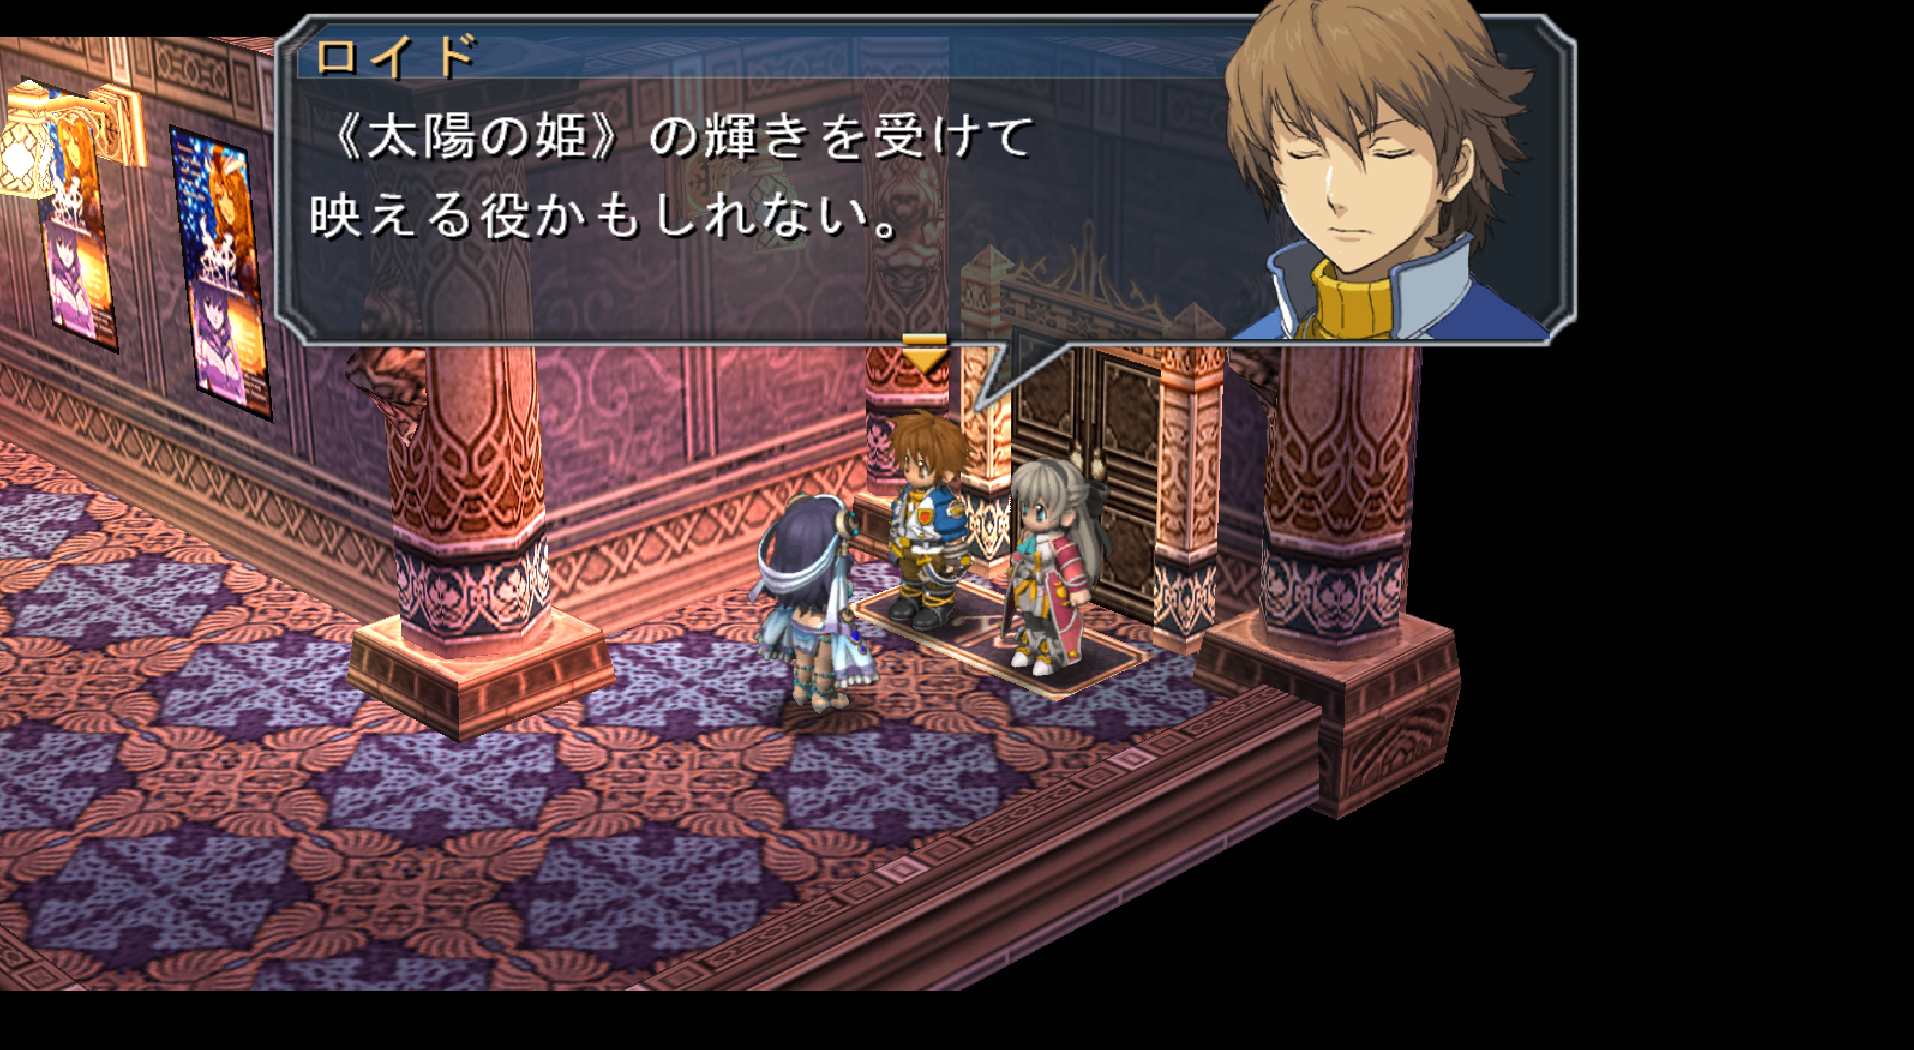 ロイド
《太陽の姫》の輝きを受けて
映える役かもしれない。